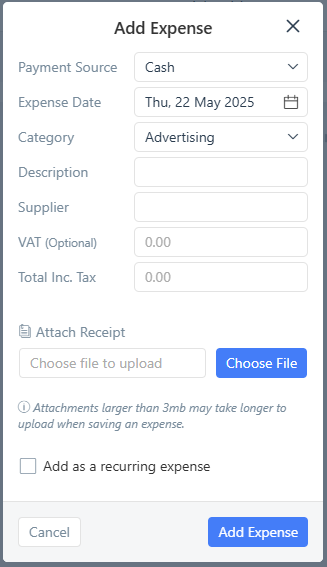 Add Expense
Payment Source Cash
Expense Date Thu, 22 May 2025
Category Advertising
Description
Supplier
VAT (Optional) 0.00
Total Inc. Tax 0.00
Attach Receipt
Choose file to upload Choose File
Attachments larger than 3mb may take longer to
upload when saving an expense.
Add as a recurring expense
Cancel Add Expense